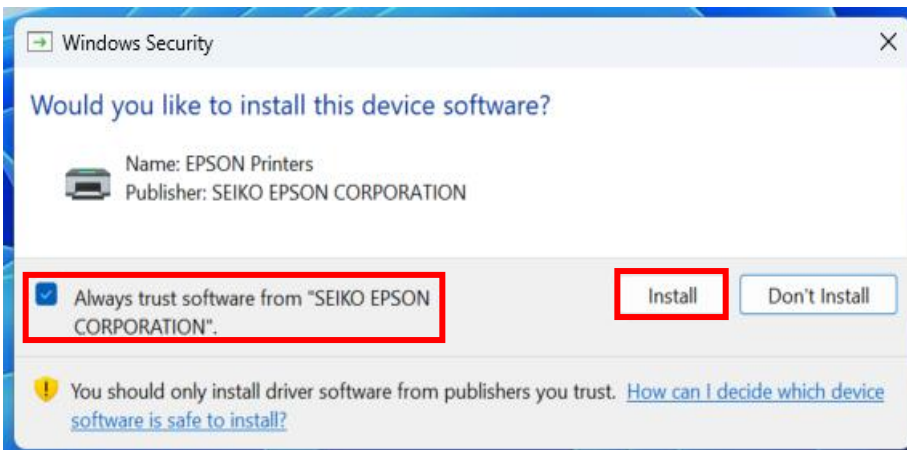 Windows Security
Would you like to install this device software?
Name: EPSON Printers
Publisher: SEIKO EPSON CORPORATION
Always trust software from "SEIKO EPSON
CORPORATION".
Install
Don't Install
You should only install driver software from publishers you trust. How can I decide which device
software is safe to install?